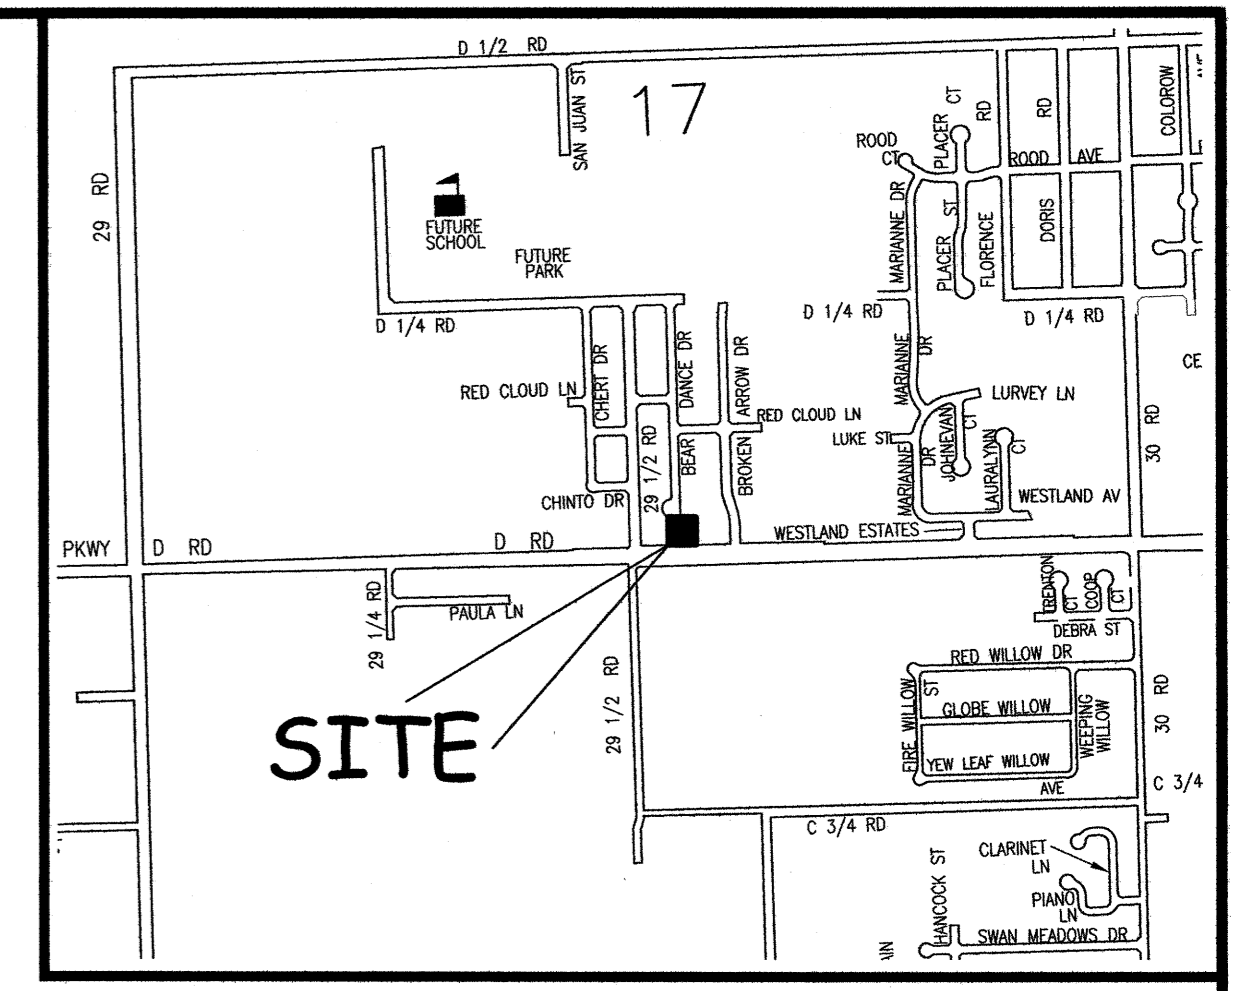 D 1/2 RD
17
SAN JUAN ST
29 RD
FUTURE
SCHOOL
FUTURE
PARK
ROOD
CT
PLACER CT
RD
RD
COLOROW
ROOD AVE
MARIANNE DR
PLACER ST
FLORENCE
DORIS
D 1/4 RD
D 1/4 RD
D 1/4 RD
CHERT DR
DANCE DR
ARROW DR
MARIANNE DR
CE
RED CLOUD LN
RED CLOUD LN
LURVEY LN
LUKE ST
JOHNEVAN CT
LAURALYNN CT
30 RD
29 1/2 RD
BEAR
BROKEN
MARIANNE DR
CHINTO DR
WESTLAND AV
WESTLAND ESTATES
PKWY
D RD
D RD
29 1/4 RD
PAULA LN
TRENTON CT
COOP CT
DEBRA ST
RED WILLOW DR
SITE
29 1/2 RD
FIRE WILLOW ST
GLOBE WILLOW
WEEPING
WILLOW
YEW LEAF WILLOW
AVE
30 RD
C 3/4
C 3/4 RD
CLARINET
LN
PIANO
LN
HANCOCK ST
SWAN MEADOWS DR
AIN